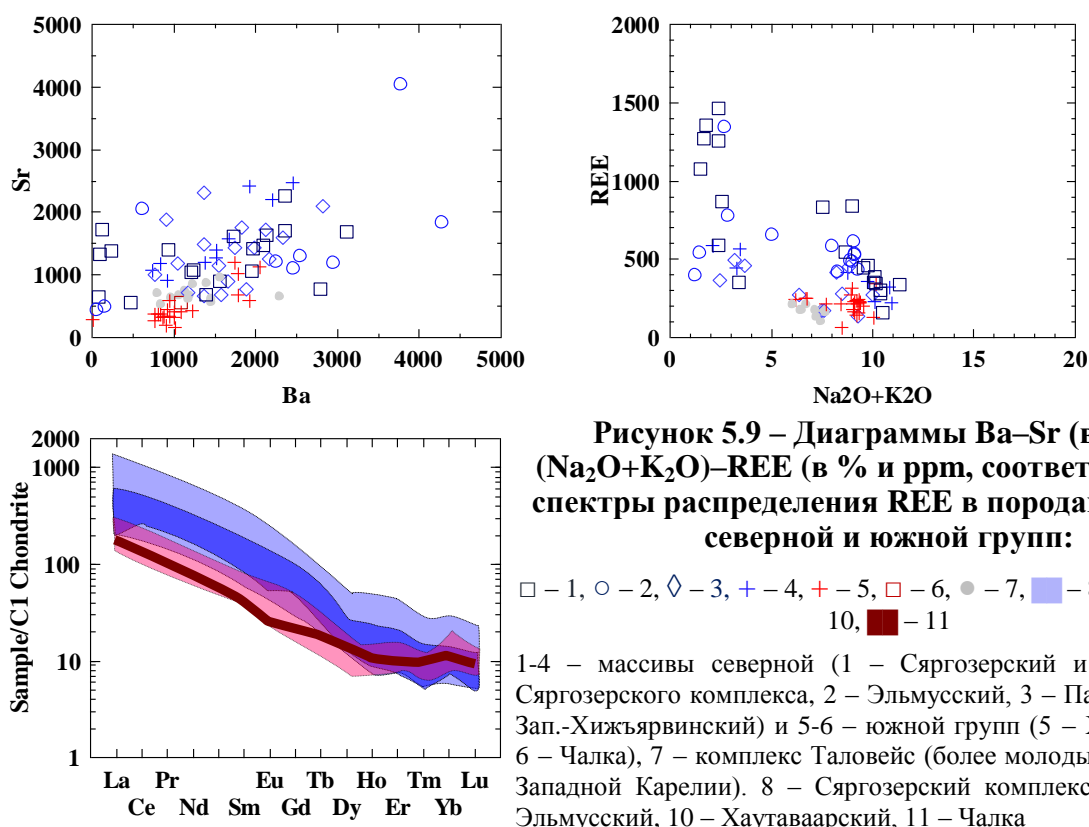 5000
4000
3000
2000
1000
0
Sr
0 1000 2000 3000 4000 5000
Ba
2000
1500
1000
500
0
REE
0 5 10 15 20
Na2O+K2O
2000
1000
100
10
1
Sample/C1 Chondrite
La Pr Eu Tb Ho Tm Lu
Ce Nd Sm Gd Dy Er Yb
Рисунок 5.9 – Диаграммы Ba–Sr
(Na₂O+K₂O)–REE (в % и ppm,
спектры распределения REE в
северной и южной групп:
□ – 1, ○ – 2, ◊ – 3, + – 4, + – 5, □ – 6, ● – 7, –
10, – 11
1-4 – массивы северной (1 – Сяргозерский и
Сяргозерского комплекса, 2 – Эльмусский, 3 –
Зап.-Хижъярвинский) и 5-6 – южной групп (5 –
6 – Чалка), 7 – комплекс Таловейс (более
Западной Карелии). 8 – Сяргозерский
Эльмусский, 10 – Хаутаваарский, 11 – Чалка